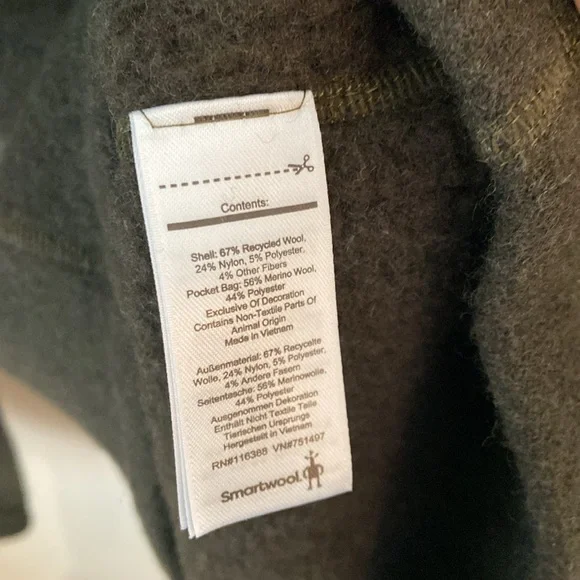 Contents:
Shell: 67% Recycled Wool,
24% Nylon, 5% Polyester,
4% Other Fibers
Pocket Bag: 56% Merino Wool,
44% Polyester
Exclusive Of Decoration
Contains Non-Textile Parts Of
Animal Origin
Made in Vietnam
Außenmaterial: 67% Recycelte
Wolle, 24% Nylon, 5% Polyester,
4% Andere Fasern
Seitentasche: 56% Merinowolle,
44% Polyester
Ausgenommen Dekoration
Enthält Nicht Textile Teile
Tierischen Ursprungs
Hergestellt in Vietnam
RN#116388 VN#751497
Smartwool